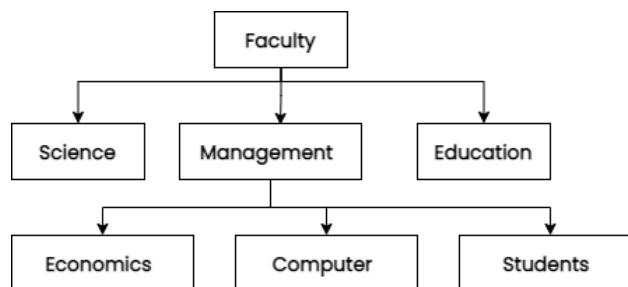 Faculty
Science
Management
Education
Economics
Computer
Students